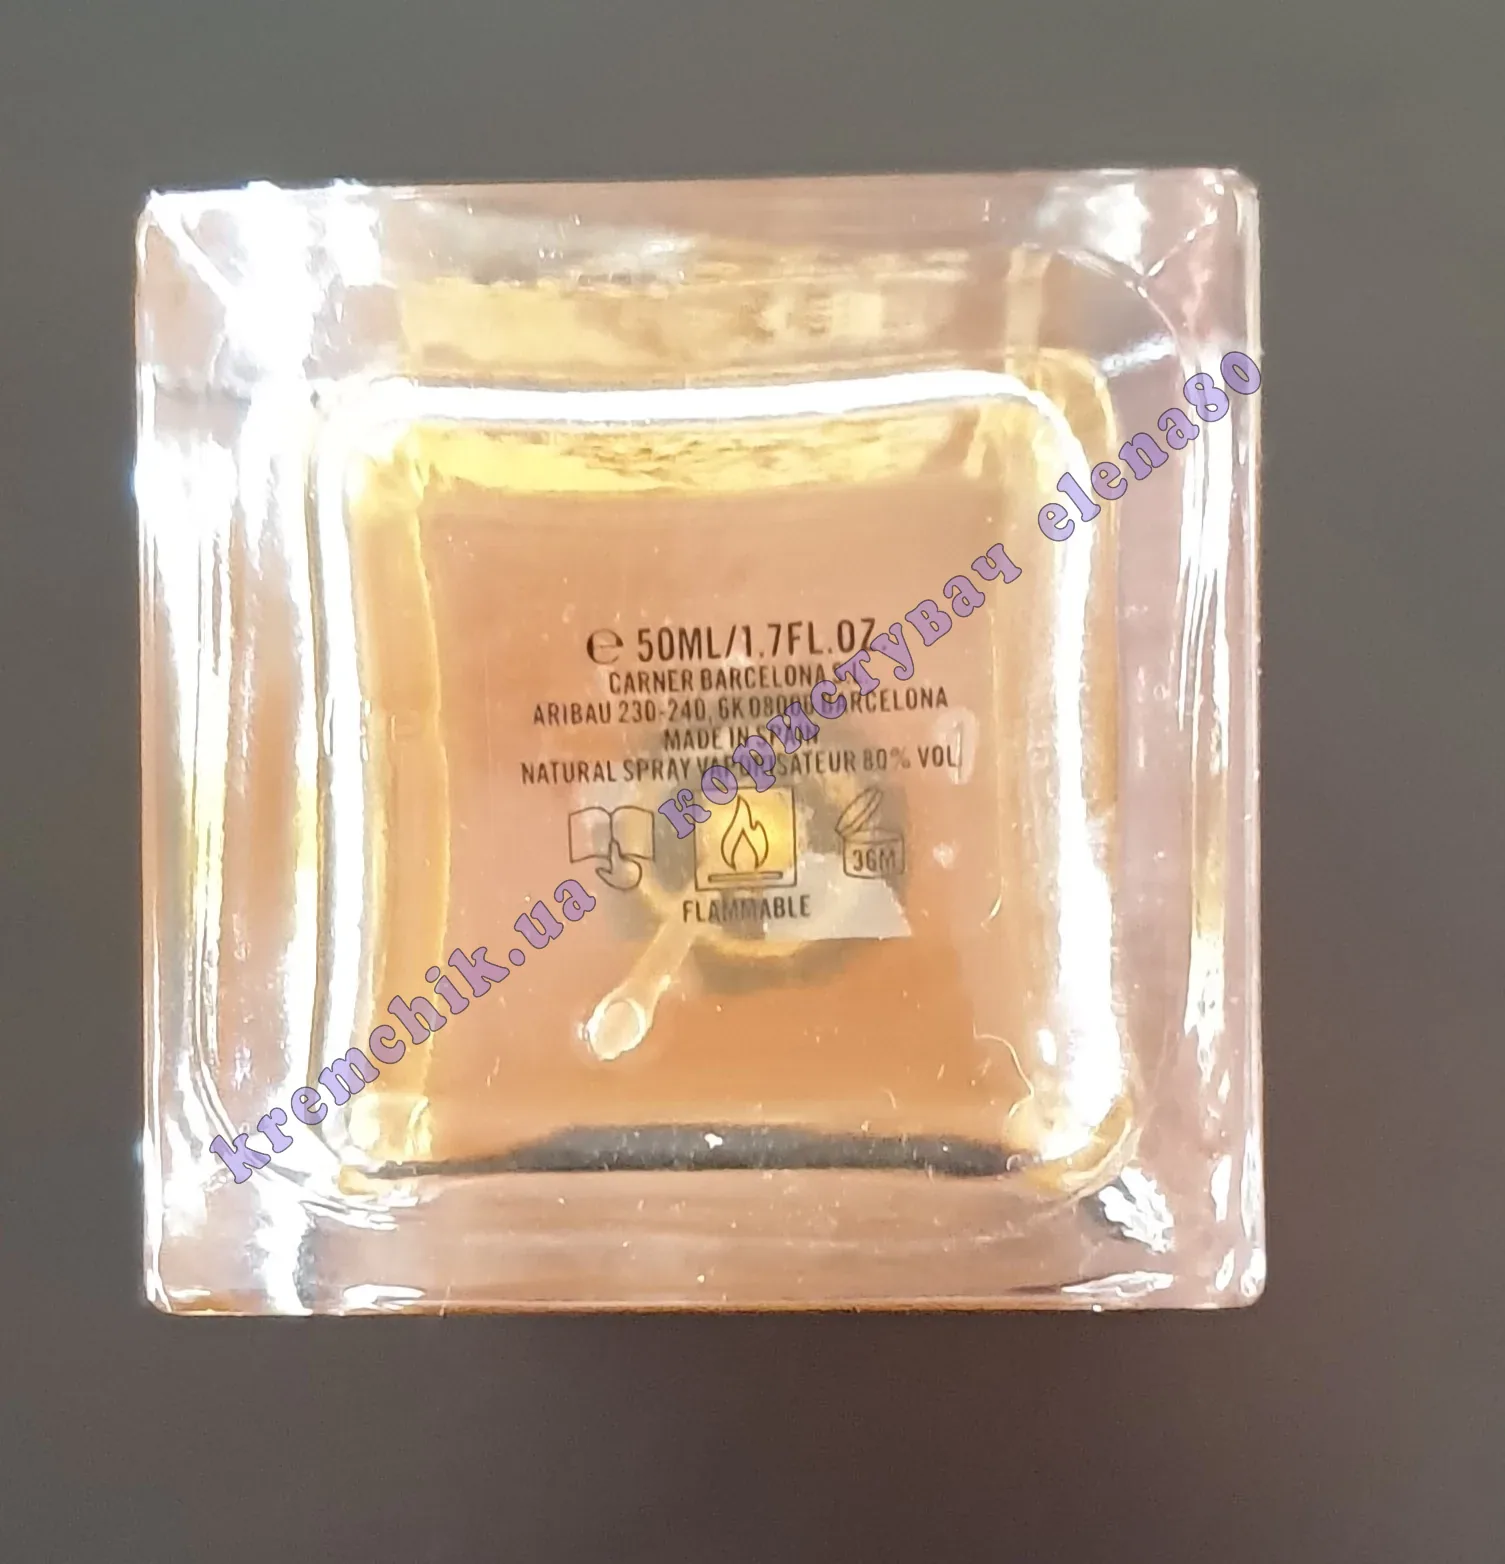 ℮ 50ML/1.7FL.OZ.
CARNER BARCELONA S.L.
ARIBAU 230-240, 6K 08006 BARCELONA
MADE IN SPAIN
NATURAL SPRAY VAPORISATEUR 80% VOL
36M
FLAMMABLE
kremchik.ua користувач elena80